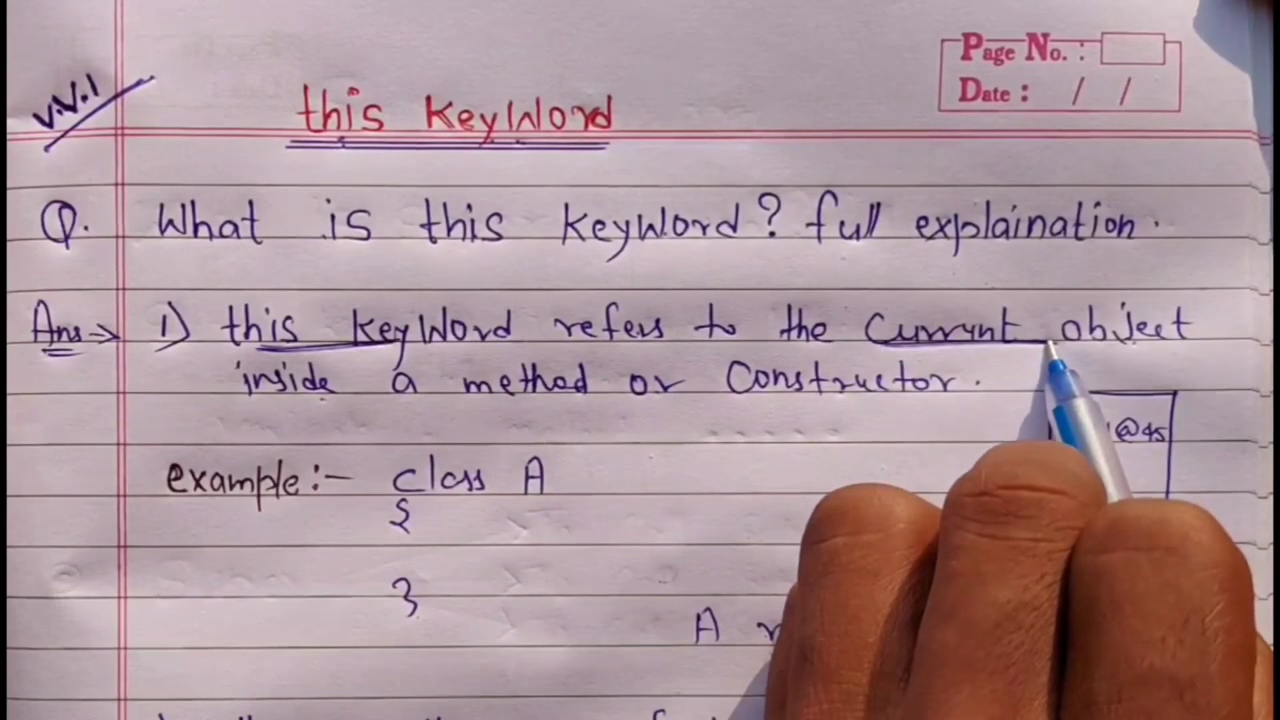 Page No. :
Date : / /
V.V.I
this KeyWord
Q. What is this KeyWord? full explaination.
Ans→ 1) this KeyWord refers to the Current object
inside a method or Constructor.
@45
example:- class A
{
}
A